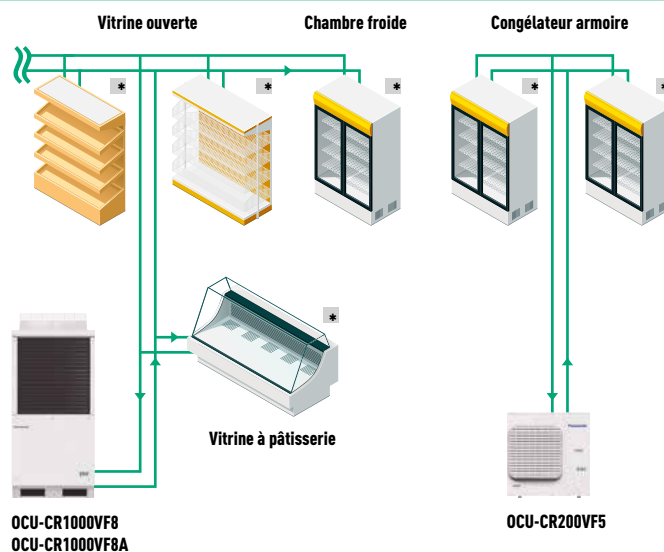 Vitrine ouverte
Chambre froide
Congélateur armoire
*
*
*
*
*
*
Vitrine à pâtisserie
Panasonic
OCU-CR1000VF8
OCU-CR1000VF8A
OCU-CR200VF5